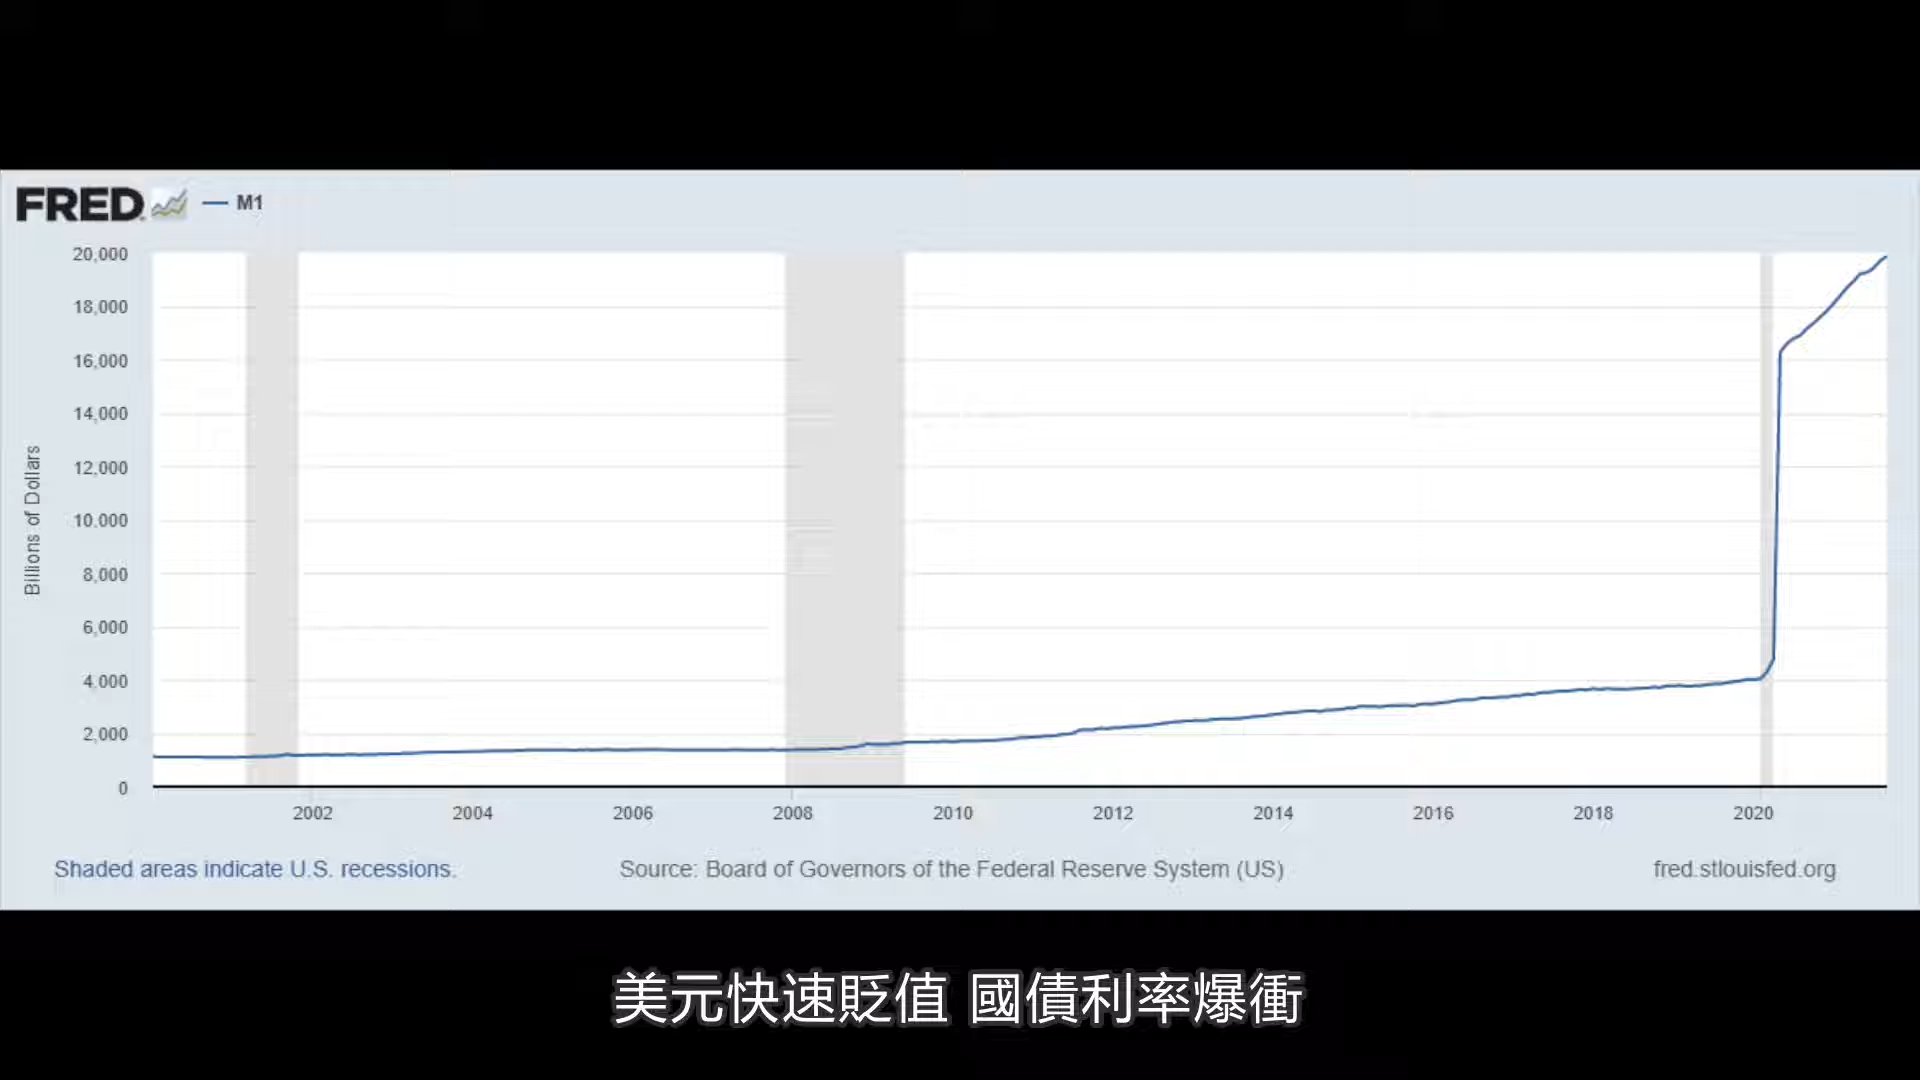 FRED M1
20,000
18,000
16,000
14,000
12,000
10,000
8,000
6,000
4,000
2,000
0
Billions of Dollars
2002 2004 2006 2008 2010 2012 2014 2016 2018 2020
Shaded areas indicate U.S. recessions. Source: Board of Governors of the Federal Reserve System (US) fred.stlouisfed.org
美元快速貶值 國債利率爆衝